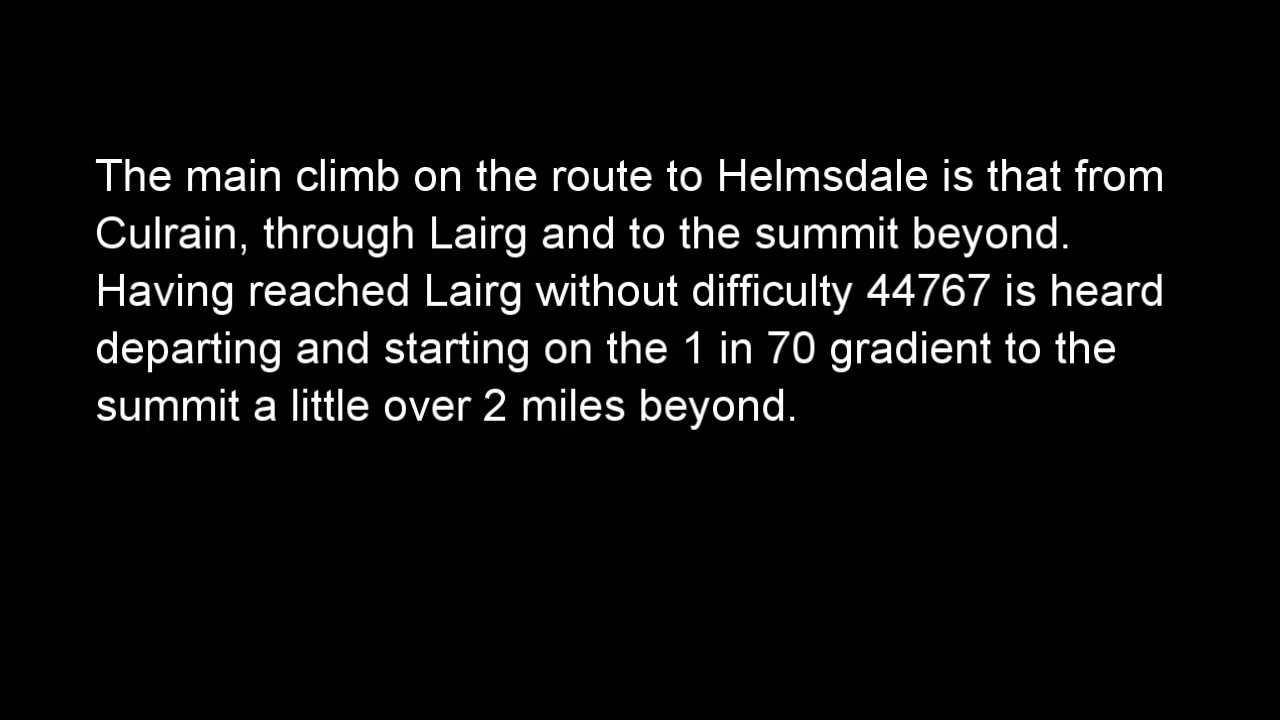 The main climb on the route to Helmsdale is that from
Culrain, through Lairg and to the summit beyond.
Having reached Lairg without difficulty 44767 is heard
departing and starting on the 1 in 70 gradient to the
summit a little over 2 miles beyond.